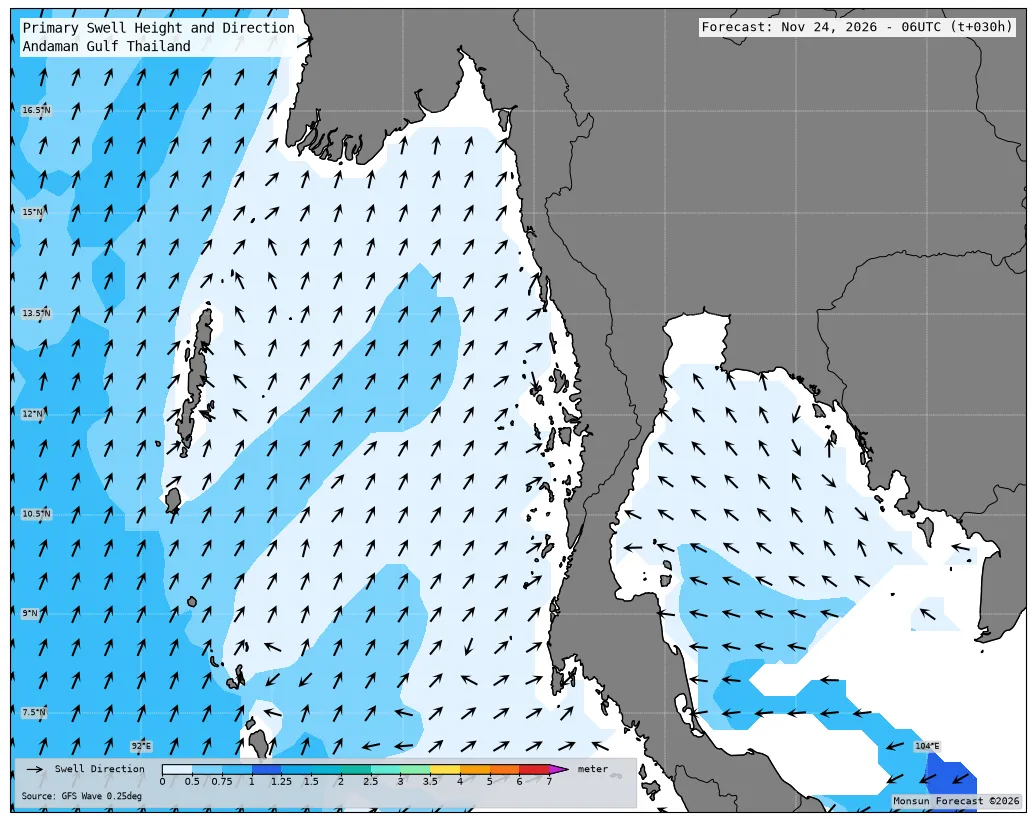 Primary Swell Height and Direction
Andaman Gulf Thailand
Forecast: Nov 24, 2026 - 06UTC (t+030h)
16.5°N
15°N
13.5°N
12°N
10.5°N
9°N
7.5°N
92°E
104°E
Swell Direction
0 0.5 0.75 1 1.25 1.5 2 2.5 3 3.5 4 5 6 7
meter
Source: GFS Wave 0.25deg
Monsun Forecast ©2026